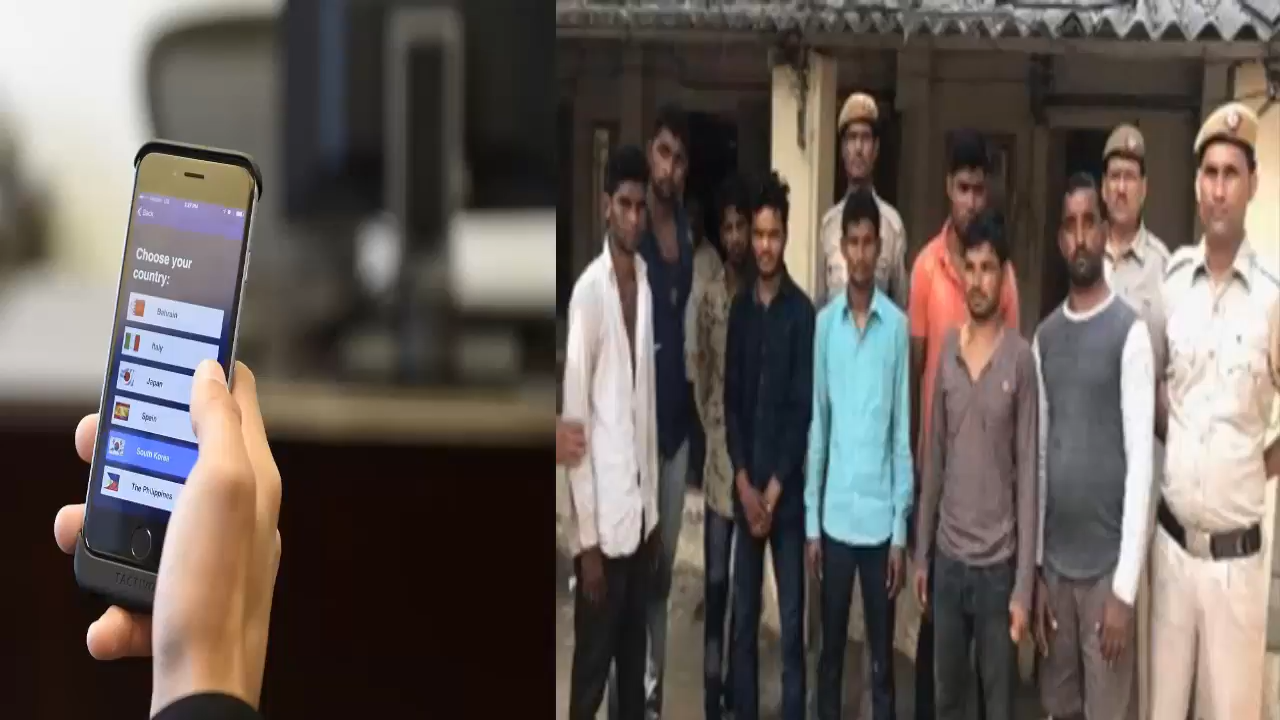 Back
Choose your
country:
Bahrain
Italy
Japan
Spain
South Korea
The Philippines